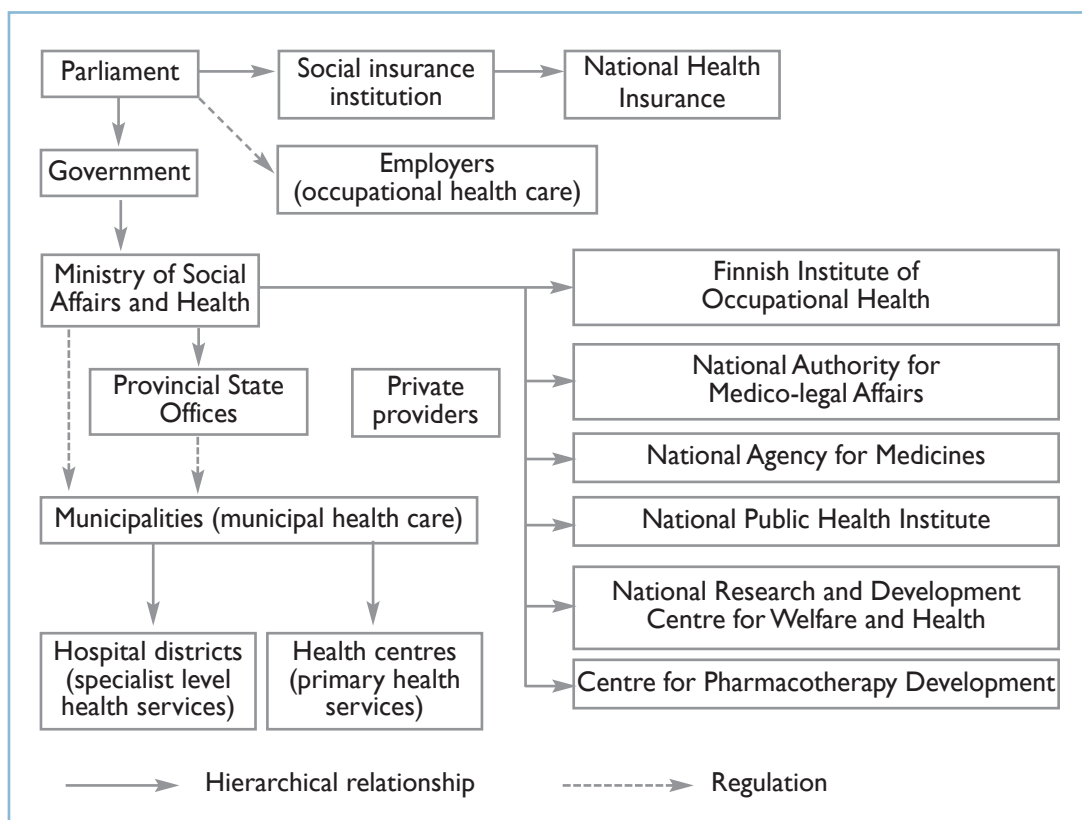 Parliament
Social insurance
institution
National Health
Insurance
Government
Employers
(occupational health care)
Ministry of Social
Affairs and Health
Finnish Institute of
Occupational Health
Provincial State
Offices
Private
providers
National Authority for
Medico-legal Affairs
National Agency for Medicines
Municipalities (municipal health care)
National Public Health Institute
National Research and Development
Centre for Welfare and Health
Hospital districts
(specialist level
health services)
Health centres
(primary health
services)
Centre for Pharmacotherapy Development
Hierarchical relationship
Regulation